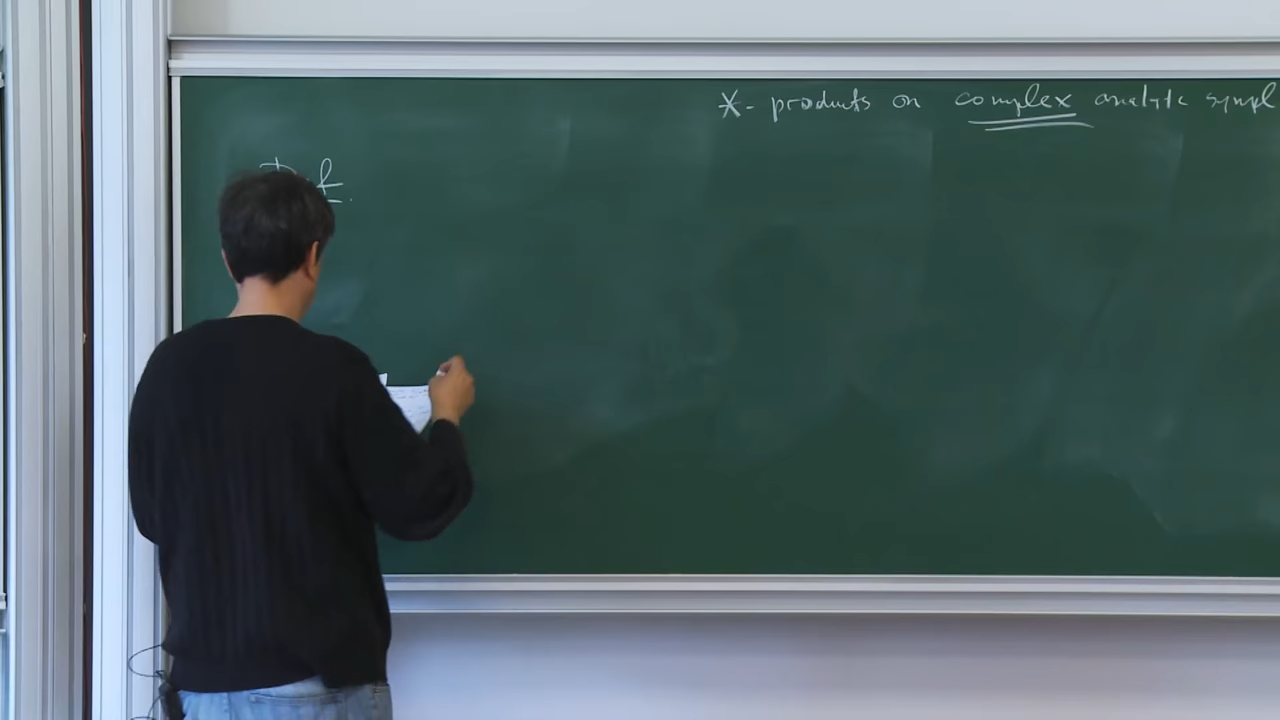 *- products on complex analytic sympl
Def.